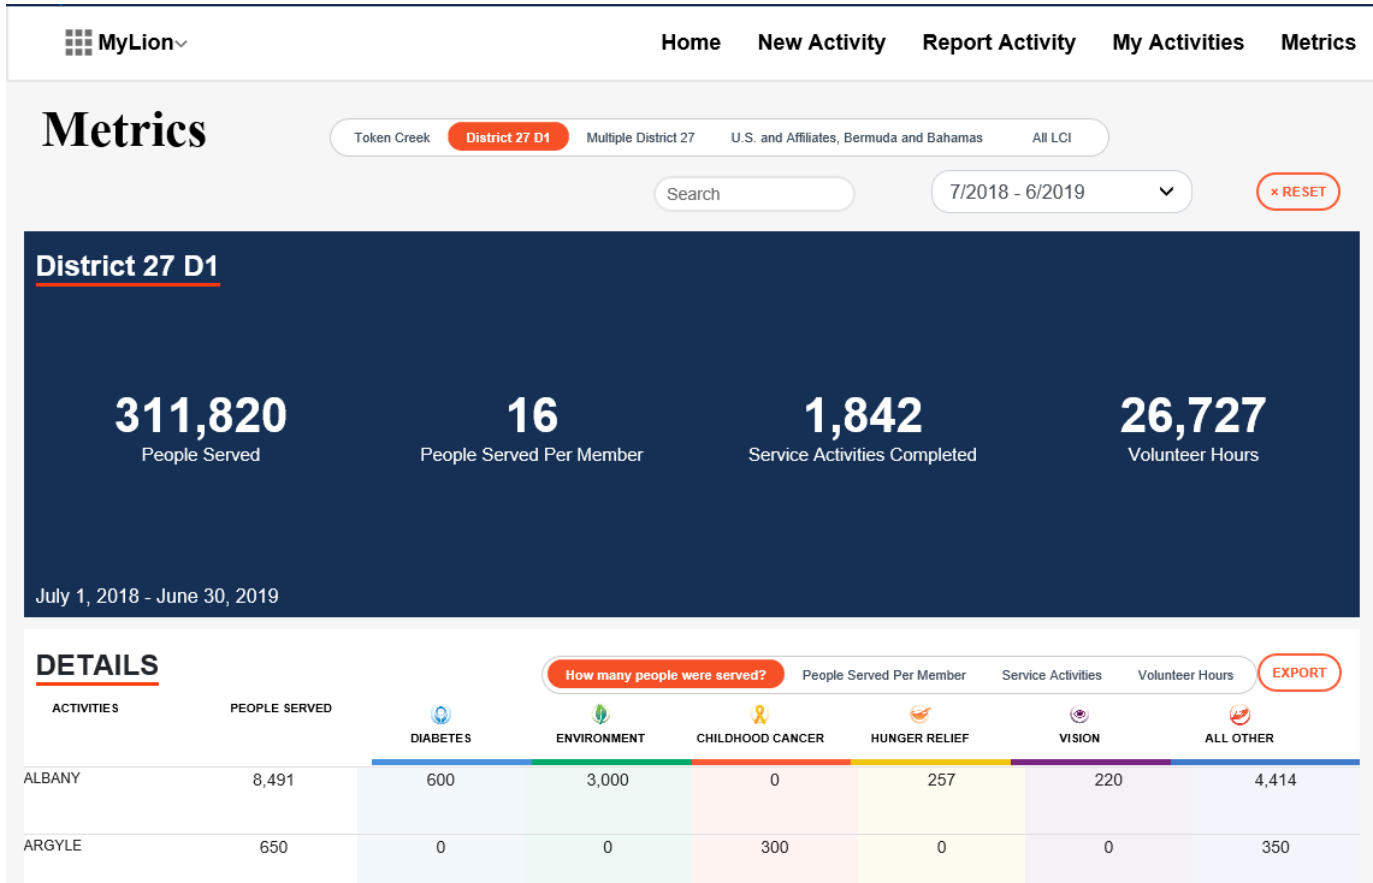 MyLion Home New Activity Report Activity My Activities Metrics
Metrics
Token Creek District 27 D1 Multiple District 27 U.S. and Affiliates, Bermuda and Bahamas All LCI
Search 7/2018 - 6/2019 × RESET
District 27 D1
311,820 16 1,842 26,727
People Served People Served Per Member Service Activities Completed Volunteer Hours
July 1, 2018 - June 30, 2019
DETAILS
How many people were served? People Served Per Member Service Activities Volunteer Hours EXPORT
ACTIVITIES PEOPLE SERVED
DIABETES ENVIRONMENT CHILDHOOD CANCER HUNGER RELIEF VISION ALL OTHER
ALBANY 8,491 600 3,000 0 257 220 4,414
ARGYLE 650 0 0 300 0 0 350